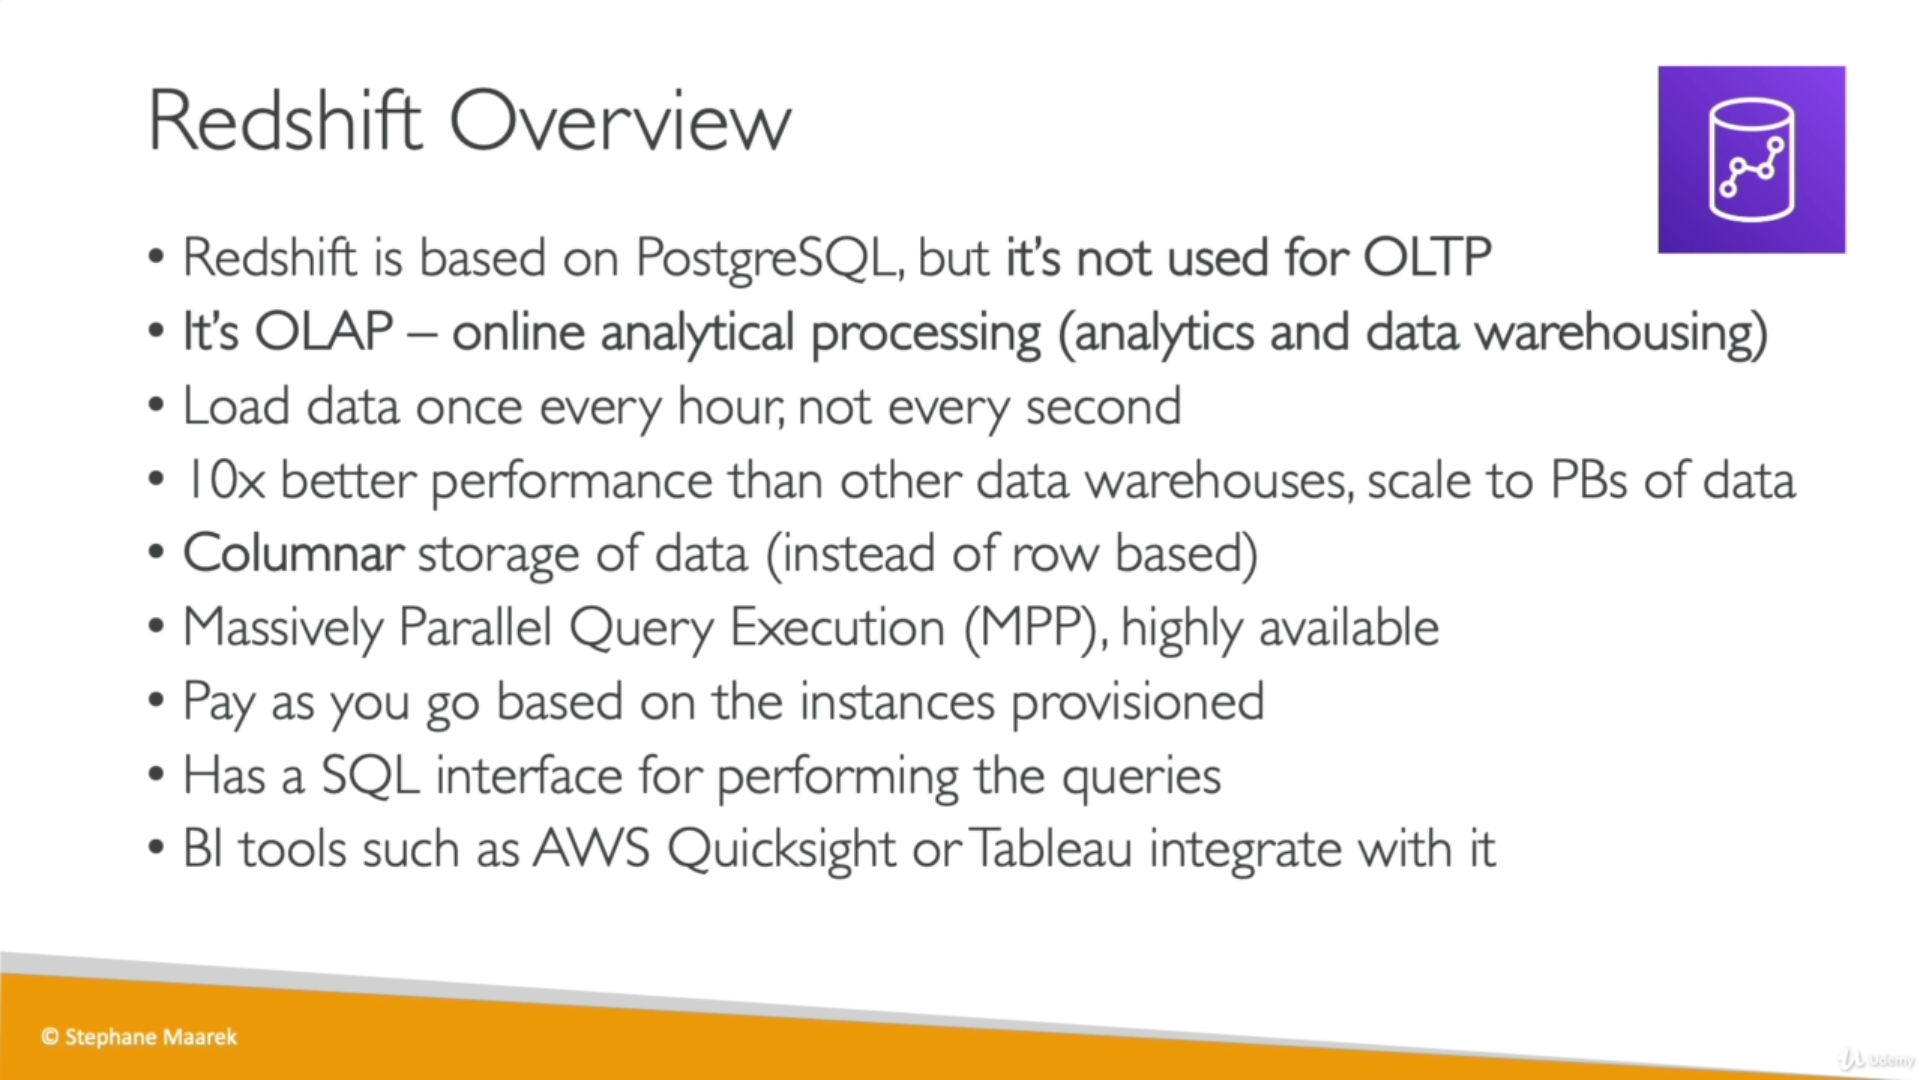 Redshift Overview
• Redshift is based on PostgreSQL, but it’s not used for OLTP
• It’s OLAP – online analytical processing (analytics and data warehousing)
• Load data once every hour, not every second
• 10x better performance than other data warehouses, scale to PBs of data
• Columnar storage of data (instead of row based)
• Massively Parallel Query Execution (MPP), highly available
• Pay as you go based on the instances provisioned
• Has a SQL interface for performing the queries
• BI tools such as AWS Quicksight or Tableau integrate with it
© Stephane Maarek
Udemy